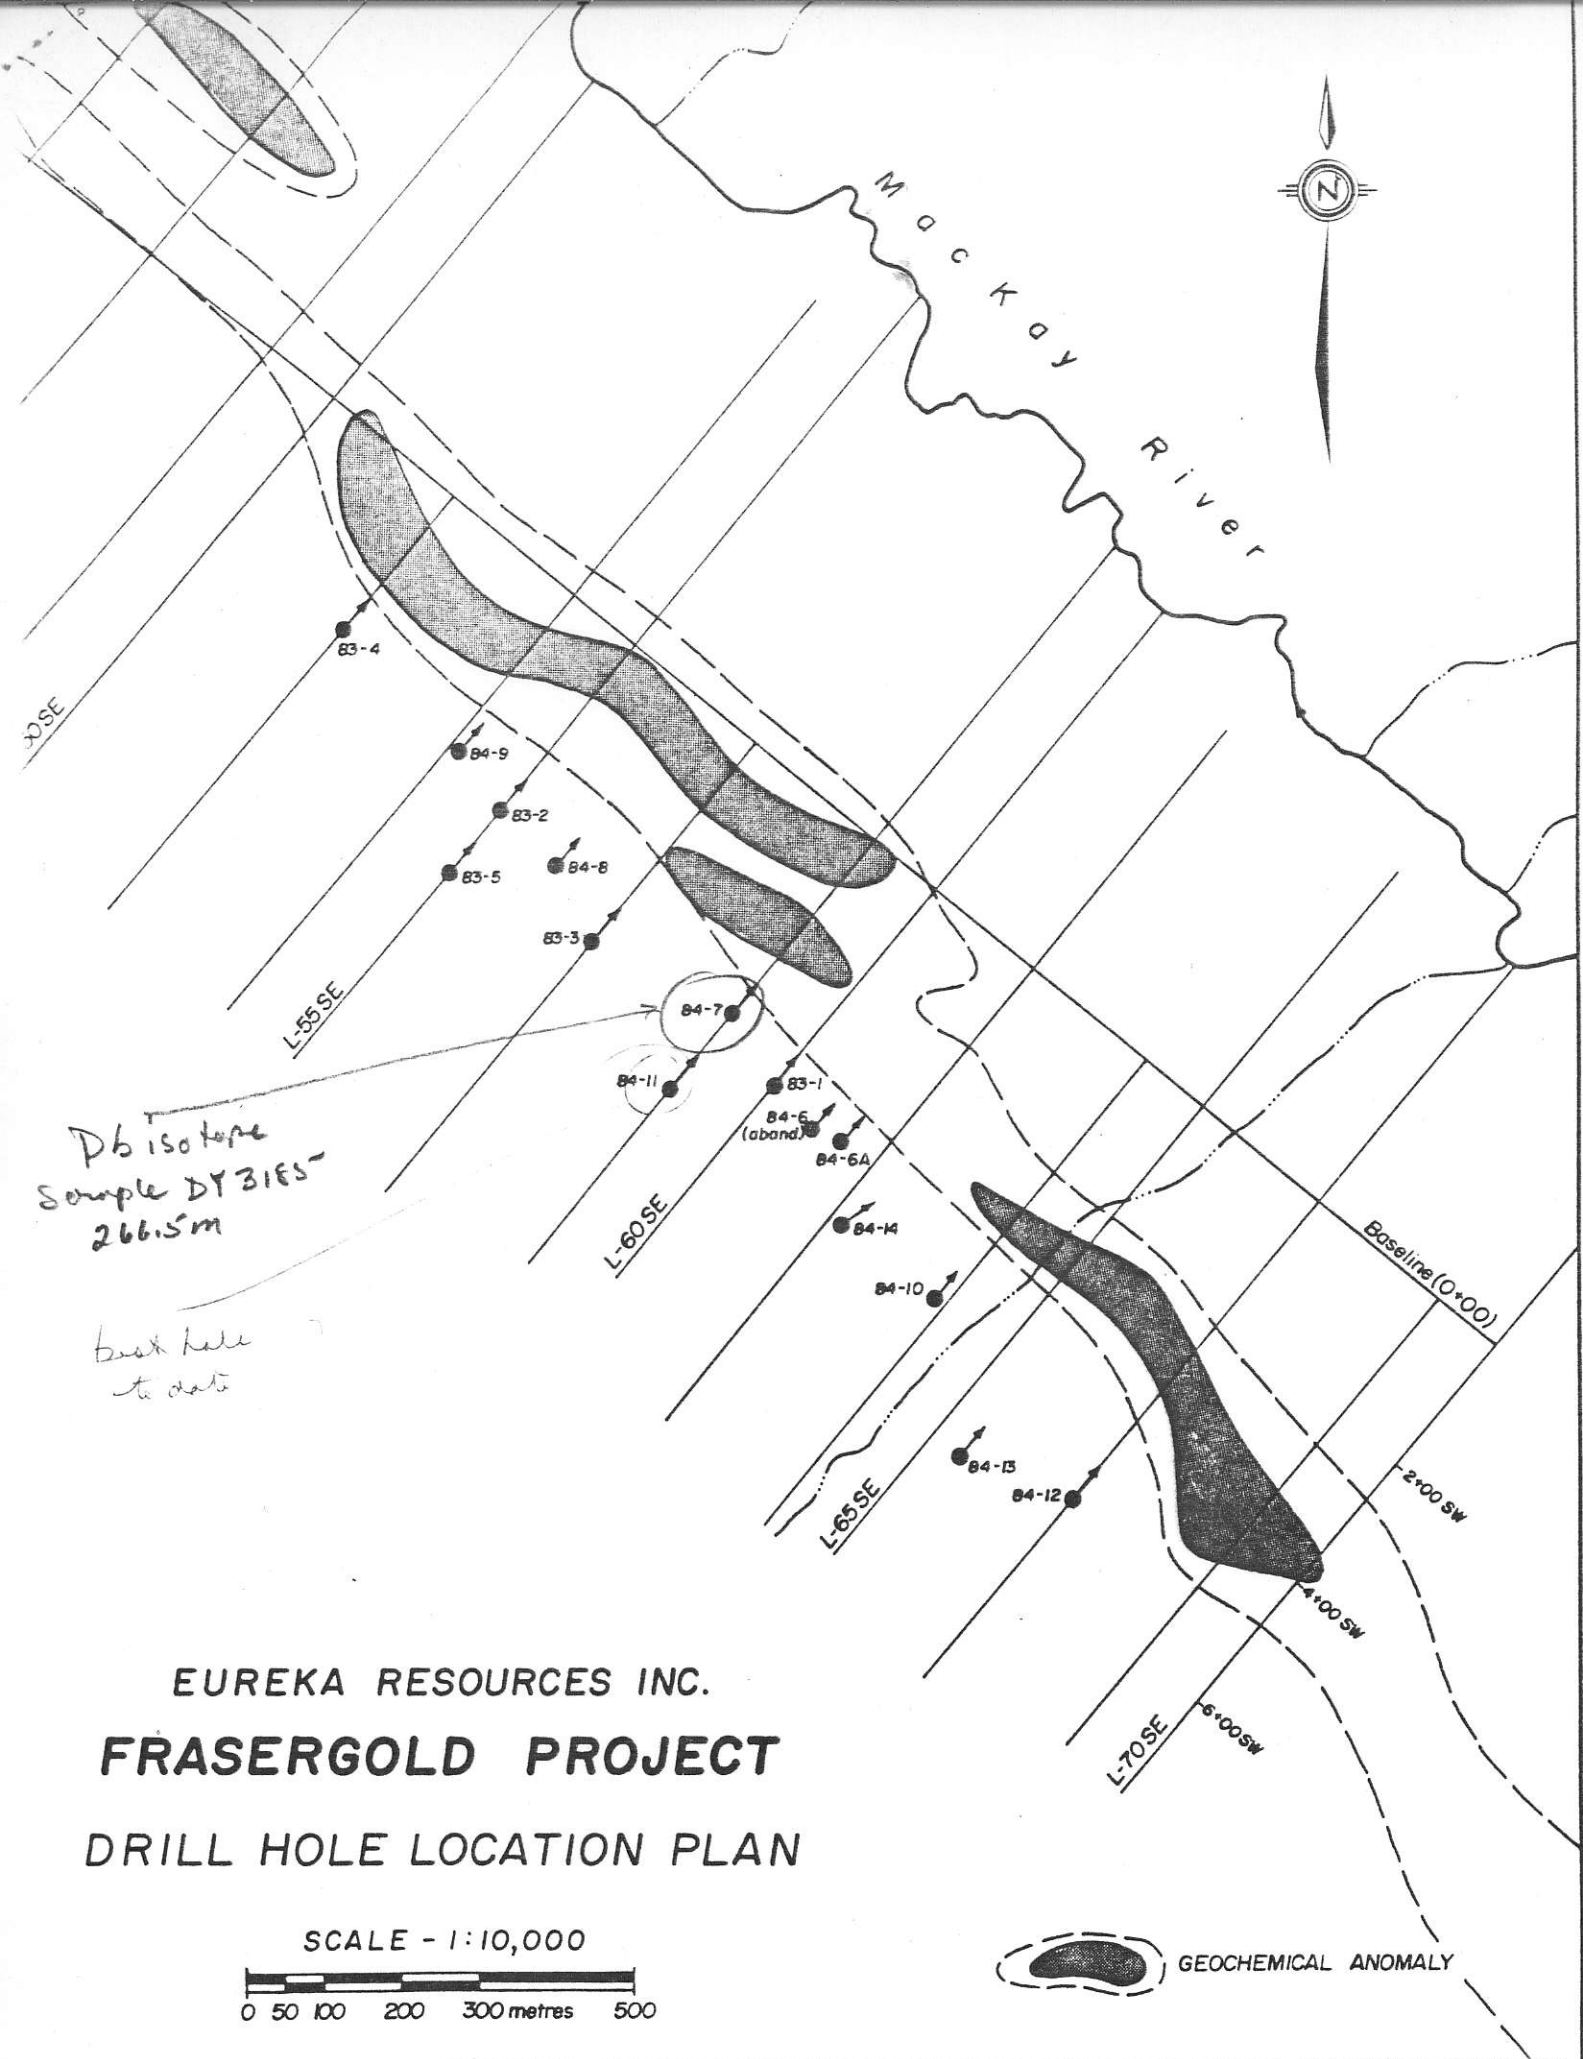 N
MacKay River
83-4
0SE
84-9
83-2
84-8
83-5
83-3
84-7
L-55SE
84-11
83-1
84-6
(aband)
84-6A
Pb isotope
Sample DY 3185
266.5m
84-14
L-60SE
84-10
Baseline (0+00)
best hole
to date
84-13
84-12
L-65SE
2+00 SW
4+00 SW
6+00 SW
L-70SE
EUREKA RESOURCES INC.
FRASERGOLD PROJECT
DRILL HOLE LOCATION PLAN
SCALE - 1:10,000
0 50 100 200 300 metres 500
GEOCHEMICAL ANOMALY